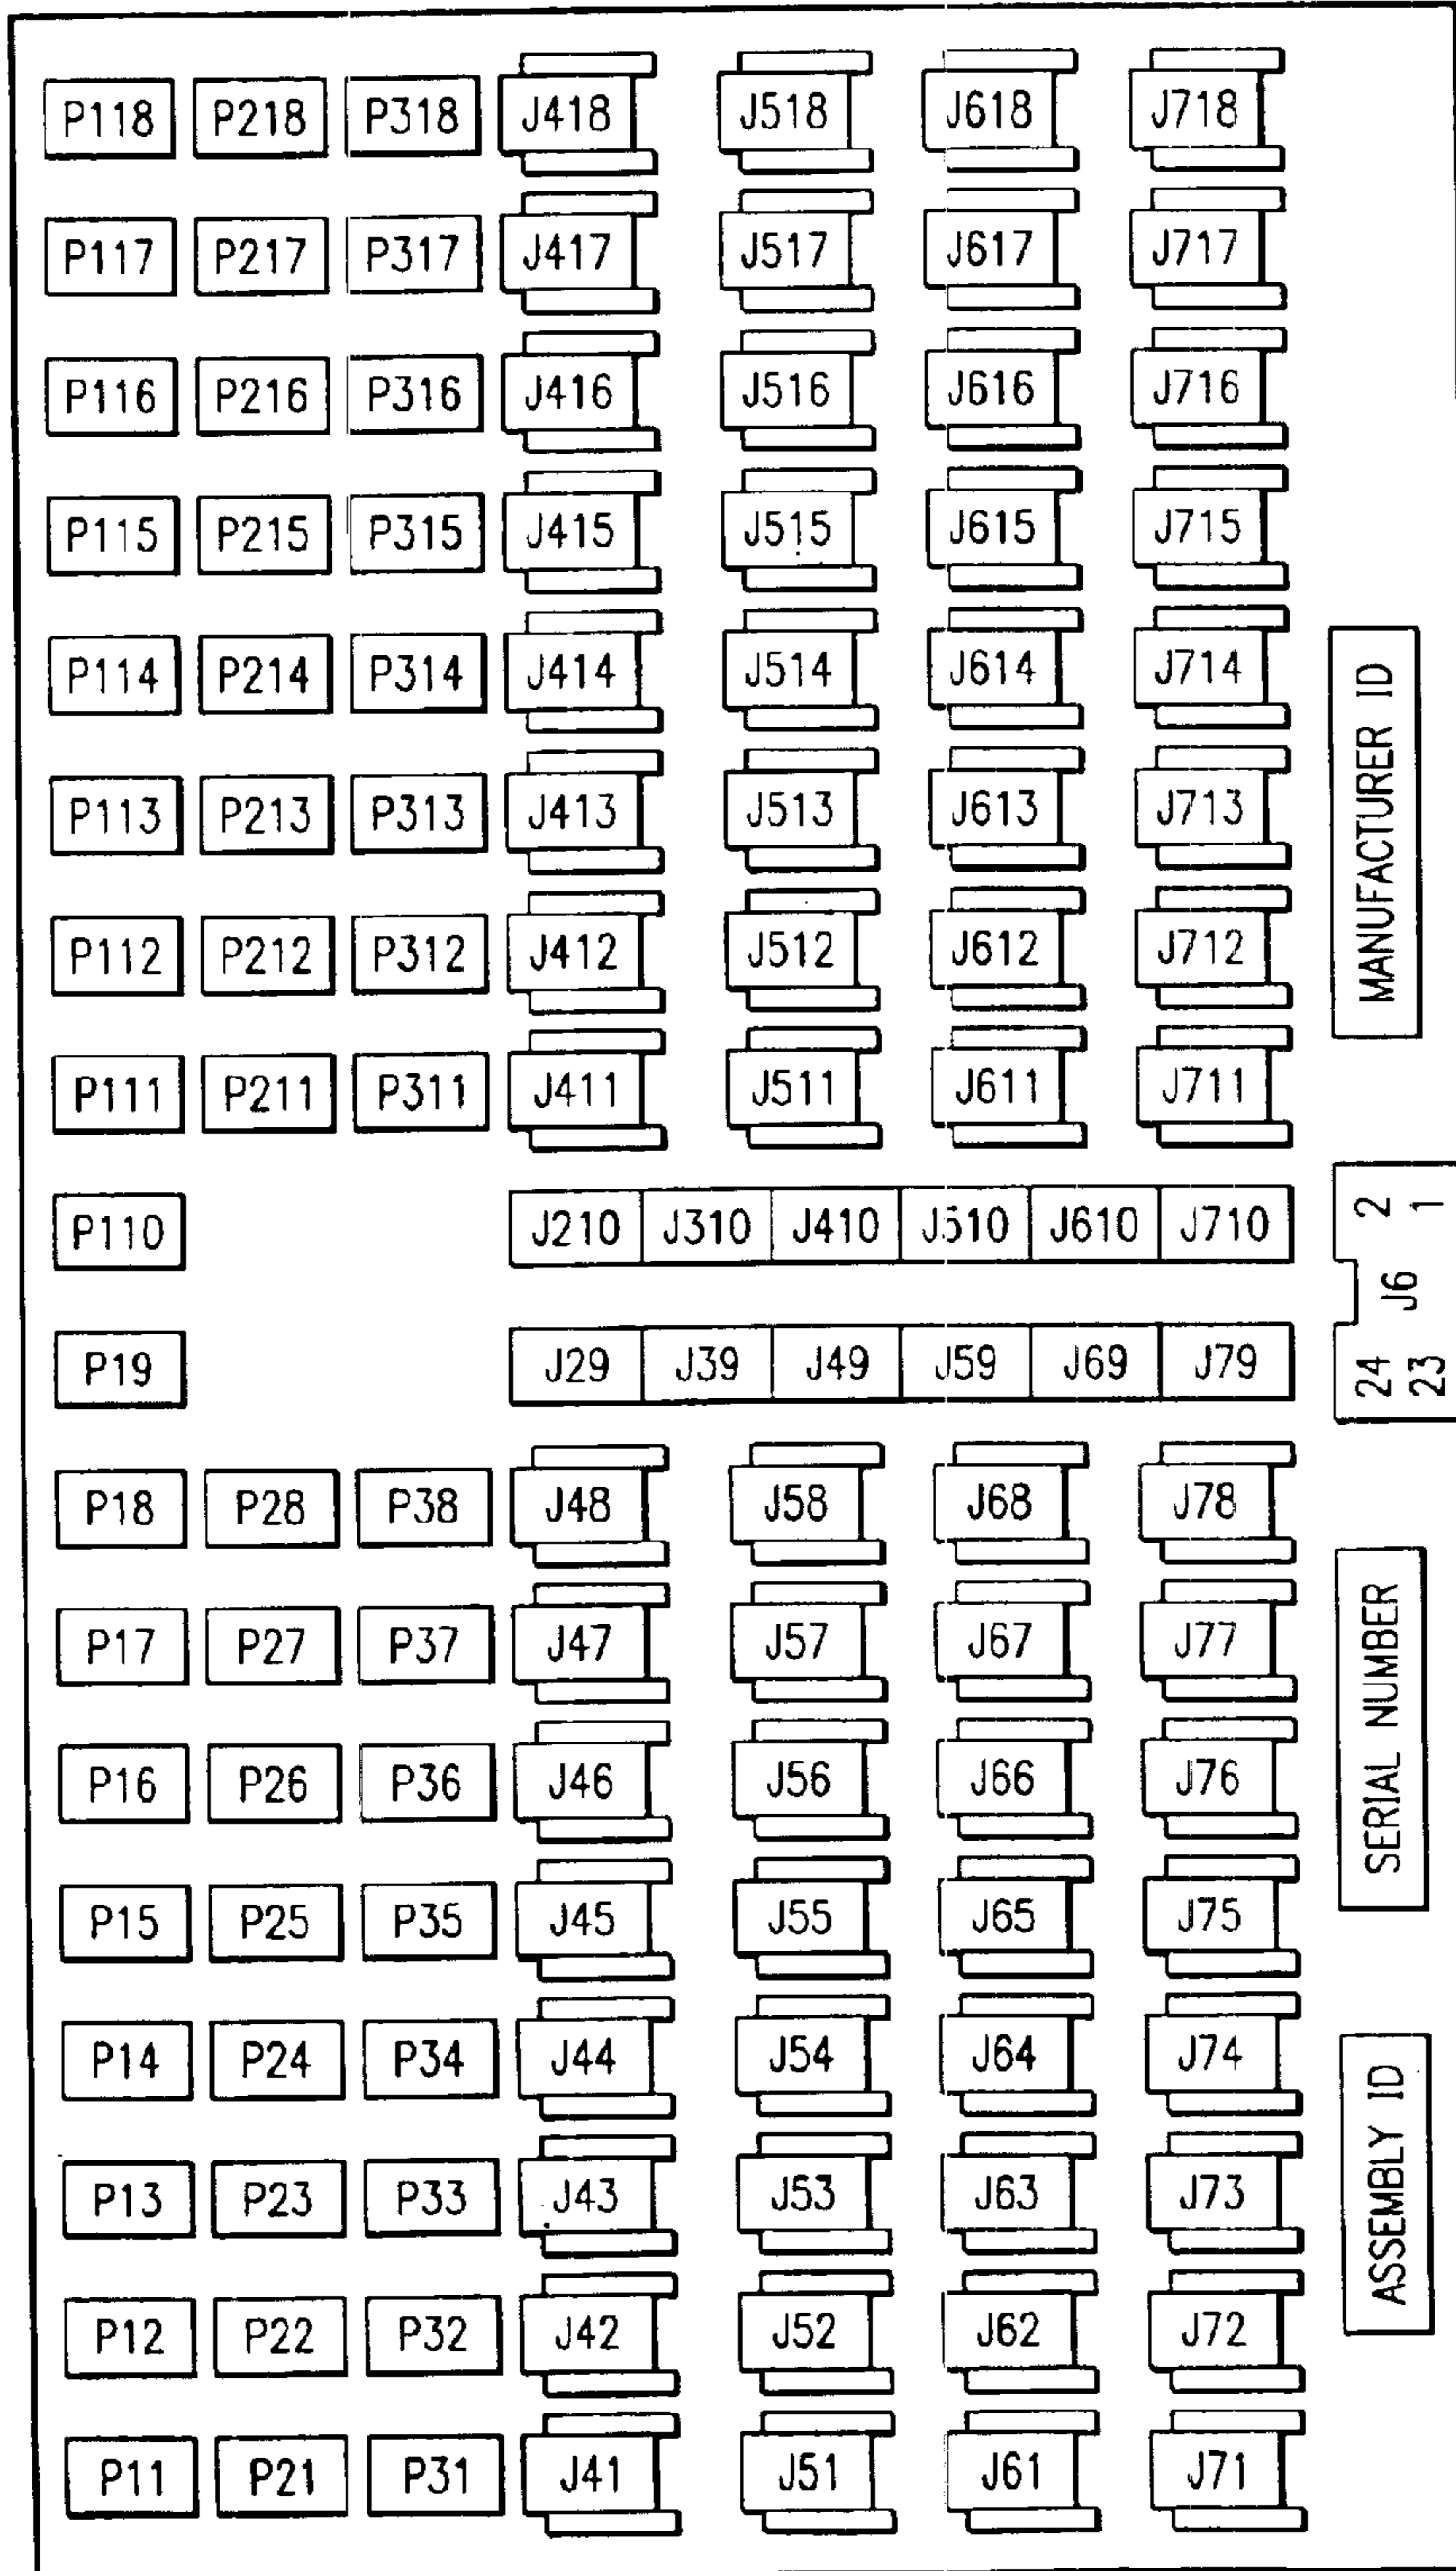 P118 P218 P318 J418 J518 J618 J718
P117 P217 P317 J417 J517 J617 J717
P116 P216 P316 J416 J516 J616 J716
P115 P215 P315 J415 J515 J615 J715
P114 P214 P314 J414 J514 J614 J714
P113 P213 P313 J413 J513 J613 J713
P112 P212 P312 J412 J512 J612 J712
P111 P211 P311 J411 J511 J611 J711
P110 J210 J310 J410 J510 J610 J710
P19 J29 J39 J49 J59 J69 J79
P18 P28 P38 J48 J58 J68 J78
P17 P27 P37 J47 J57 J67 J77
P16 P26 P36 J46 J56 J66 J76
P15 P25 P35 J45 J55 J65 J75
P14 P24 P34 J44 J54 J64 J74
P13 P23 P33 J43 J53 J63 J73
P12 P22 P32 J42 J52 J62 J72
P11 P21 P31 J41 J51 J61 J71
MANUFACTURER ID
2
1
J6
24
23
SERIAL NUMBER
ASSEMBLY ID